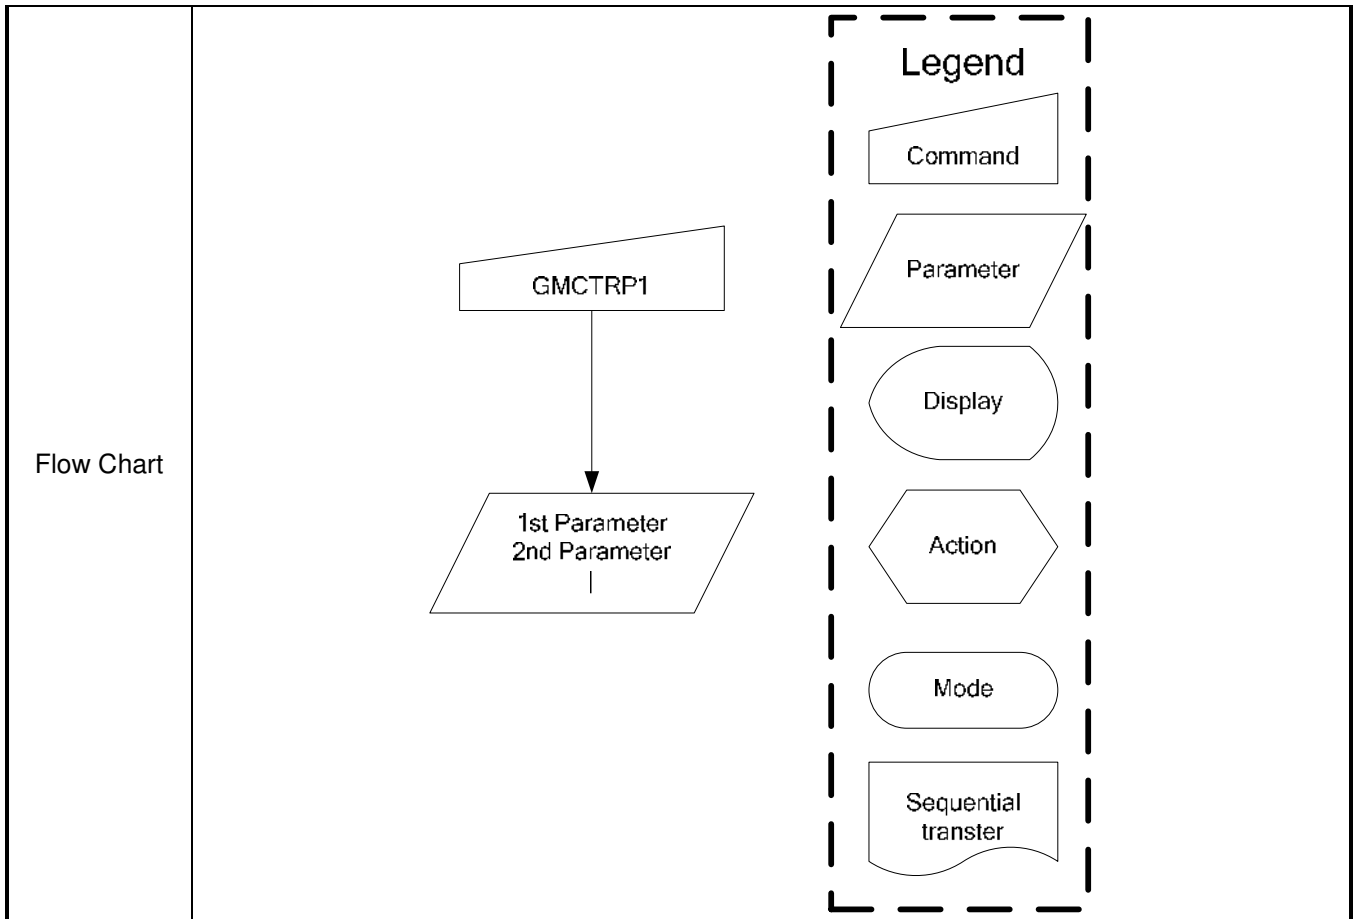 Flow Chart
GMCTRP1
1st Parameter
2nd Parameter
|
Legend
Command
Parameter
Display
Action
Mode
Sequential
transter